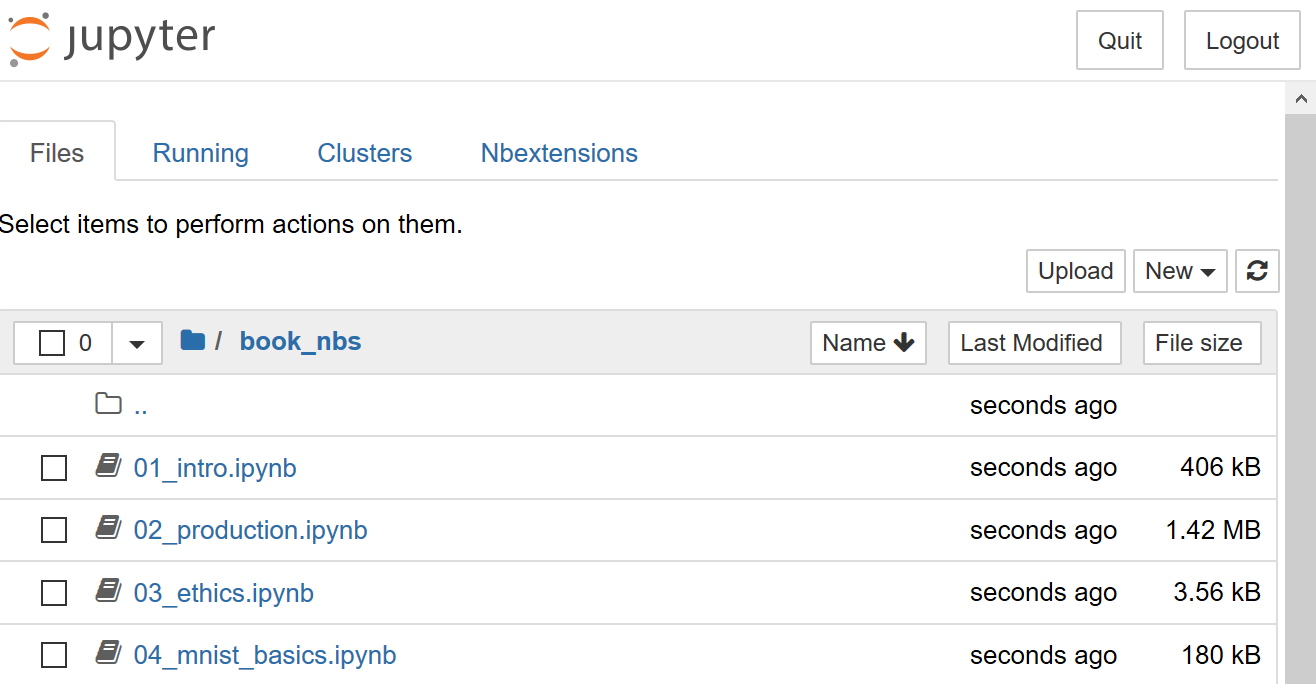 jupyter Quit Logout
Files Running Clusters Nbextensions
Select items to perform actions on them.
Upload New
0 / book_nbs Name Last Modified File size
.. seconds ago
01_intro.ipynb seconds ago 406 kB
02_production.ipynb seconds ago 1.42 MB
03_ethics.ipynb seconds ago 3.56 kB
04_mnist_basics.ipynb seconds ago 180 kB